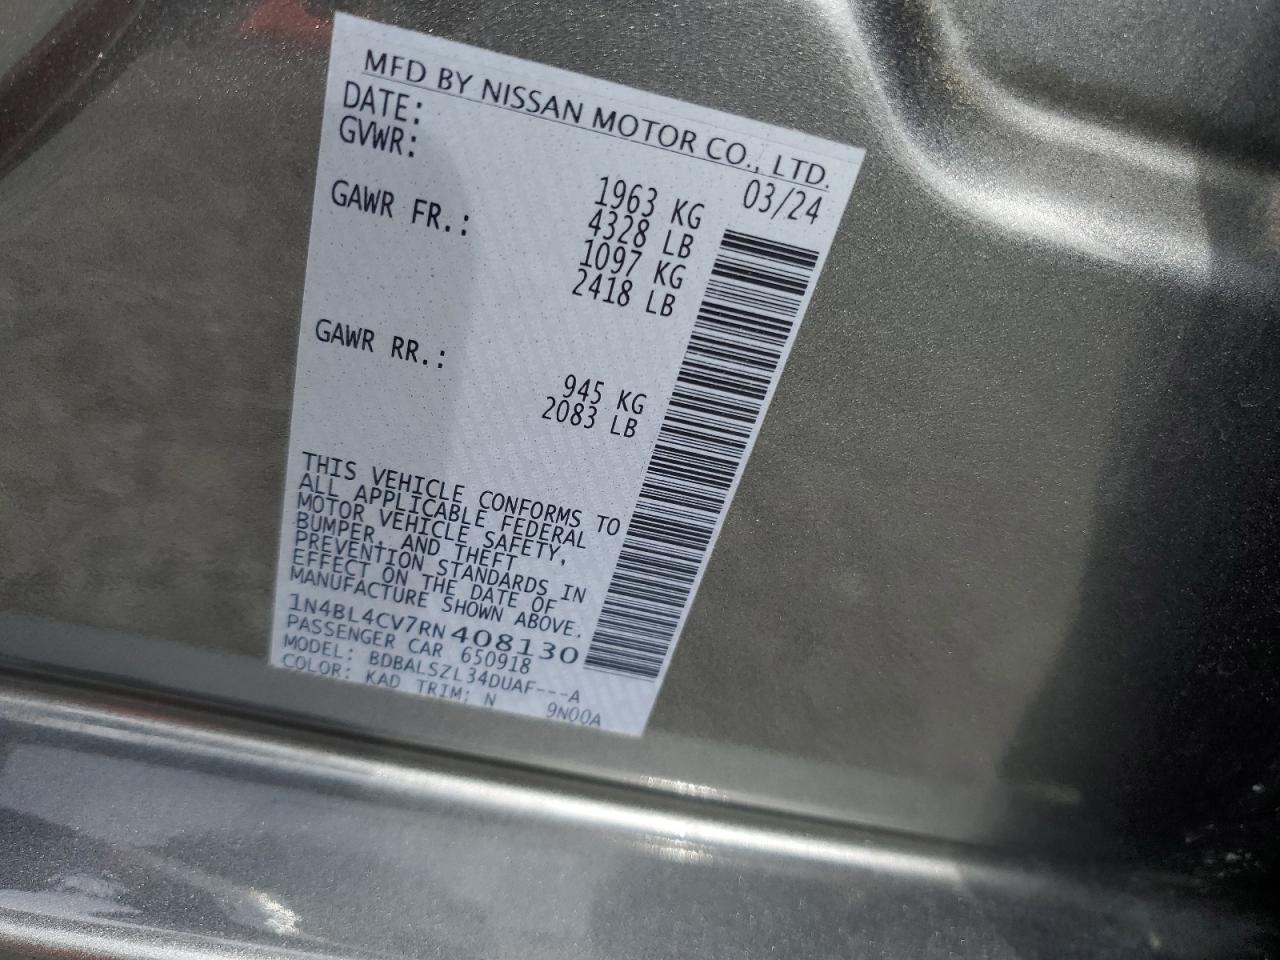 MFD BY NISSAN MOTOR CO., LTD.
DATE: 03/24
GVWR: 1963 KG
4328 LB
GAWR FR.: 1097 KG
2418 LB
GAWR RR.: 945 KG
2083 LB
THIS VEHICLE CONFORMS TO
ALL APPLICABLE FEDERAL
MOTOR VEHICLE SAFETY,
BUMPER, AND THEFT
PREVENTION STANDARDS IN
EFFECT ON THE DATE OF
MANUFACTURE SHOWN ABOVE.
1N4BL4CV7RN408130
PASSENGER CAR 650918
MODEL: BDBALSZL34DUAF---A
COLOR: KAD TRIM: N 9N00A